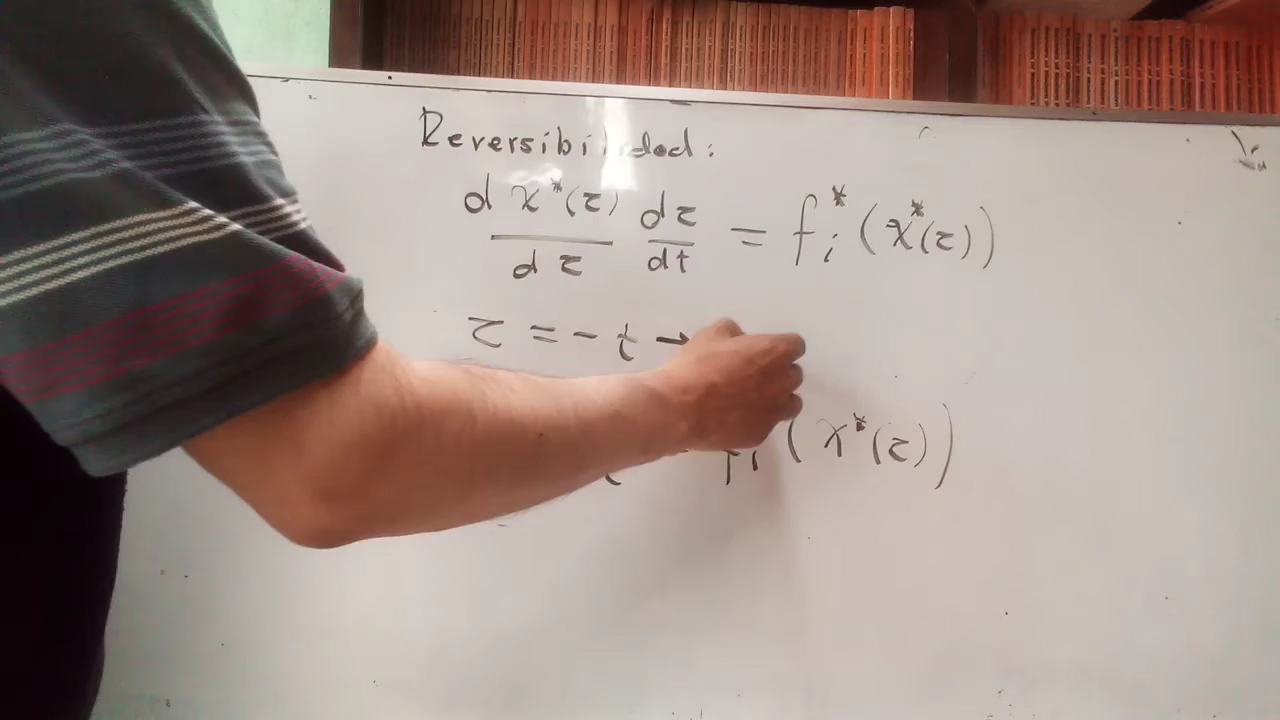 Reversibilidad:
d x*(τ)/dτ dτ/dt = f*ᵢ(x*(τ))
τ = -t →
fᵢ(x*(τ))